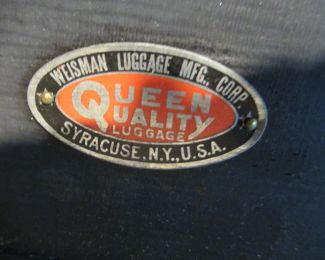 WEISMAN LUGGAGE MFG., CORP.
QUEEN
QUALITY
LUGGAGE
SYRACUSE, N.Y., U.S.A.